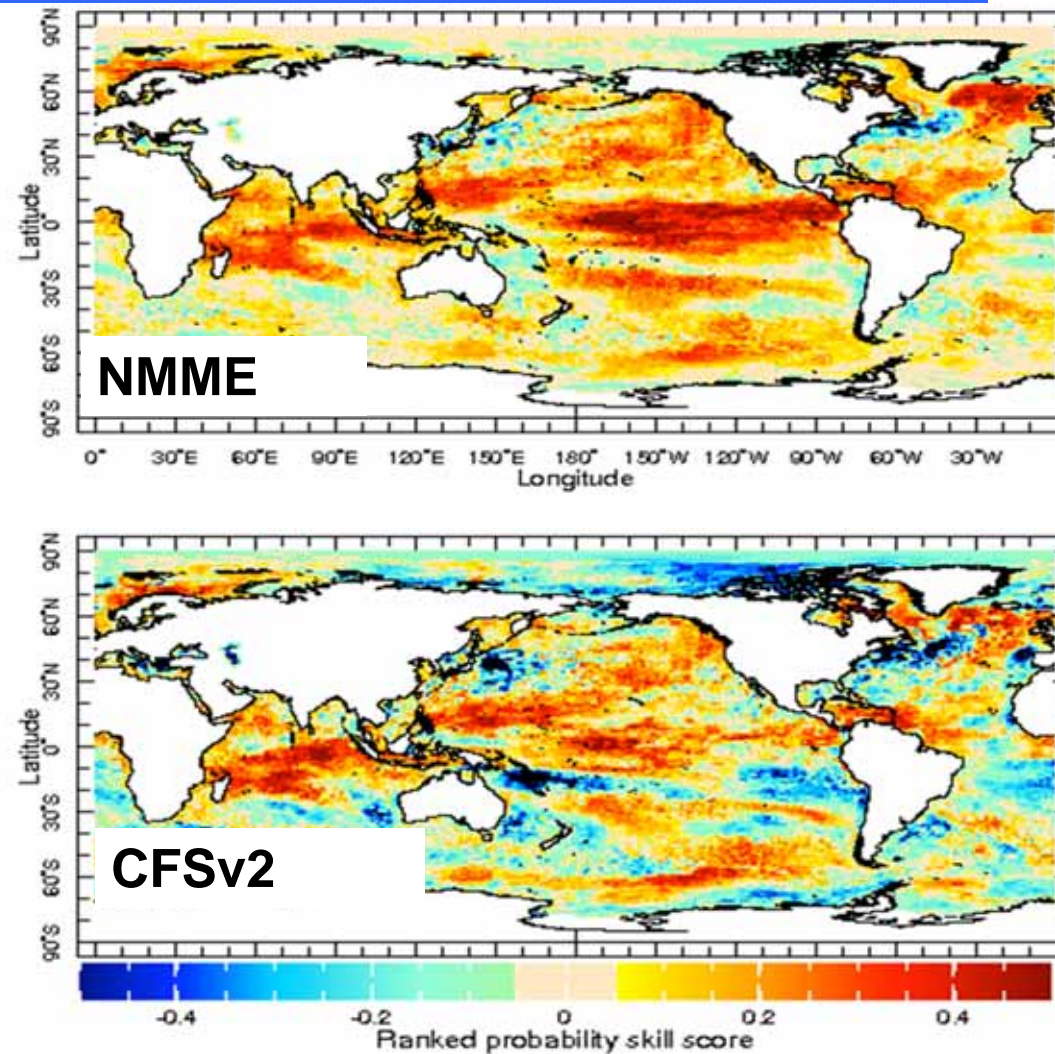 90°N
60°N
30°N
0°
30°S
60°S
90°S
Latitude
NMME
0° 30°E 60°E 90°E 120°E 150°E 180° 150°W 120°W 90°W 60°W 30°W
Longitude
90°N
60°N
30°N
0°
30°S
60°S
90°S
Latitude
CFSv2
-0.4 -0.2 0 0.2 0.4
Ranked probability skill score